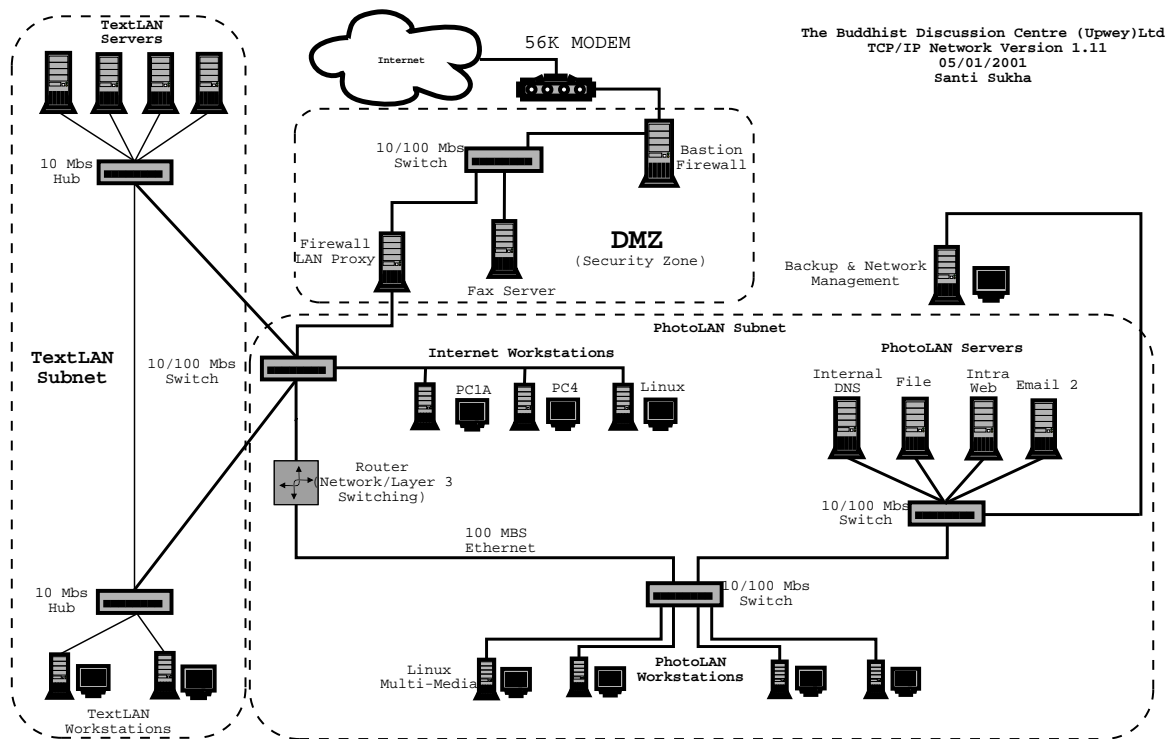 TextLAN
Servers
10 Mbs
Hub
TextLAN
Subnet
10 Mbs
Hub
TextLAN
Workstations
Internet
56K MODEM
The Buddhist Discussion Centre (Upwey)Ltd
TCP/IP Network Version 1.11
05/01/2001
Santi Sukha
10/100 Mbs
Switch
Bastion
Firewall
Firewall
LAN Proxy
Fax Server
DMZ
(Security Zone)
Backup & Network
Management
PhotoLAN Subnet
10/100 Mbs
Switch
Internet Workstations
PC1A
PC4
Linux
PhotoLAN Servers
Internal
DNS
File
Intra
Web
Email 2
Router
(Network/Layer 3
Switching)
10/100 Mbs
Switch
100 MBS
Ethernet
10/100 Mbs
Switch
Linux
Multi-Media
PhotoLAN
Workstations